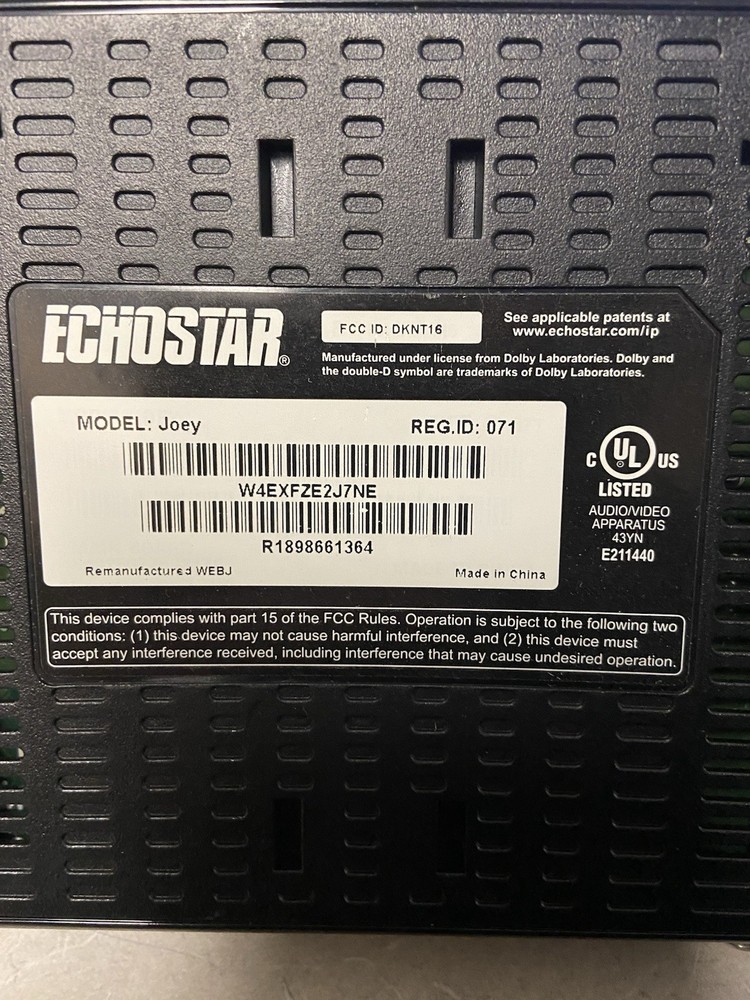 ECHOSTAR®
FCC ID: DKNT16
See applicable patents at
www.echostar.com/ip
Manufactured under license from Dolby Laboratories. Dolby and
the double-D symbol are trademarks of Dolby Laboratories.
MODEL: Joey
REG.ID: 071
W4EXFZE2J7NE
R1898661364
Remanufactured WEBJ
Made in China
C UL US
LISTED
AUDIO/VIDEO
APPARATUS
43YN
E211440
This device complies with part 15 of the FCC Rules. Operation is subject to the following two
conditions: (1) this device may not cause harmful interference, and (2) this device must
accept any interference received, including interference that may cause undesired operation.